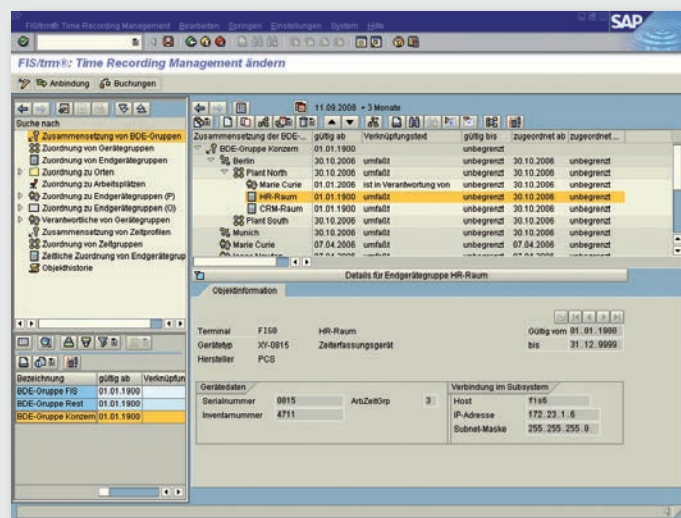 FIS/trm®: Time Recording Management Bearbeiten Springen Einstellungen System Hilfe
SAP
FIS/trm®: Time Recording Management ändern
Anbindung Buchungen
11.09.2008 + 3 Monate
Suche nach
Zusammensetzung von BDE-Gruppen
Zuordnung von Gerätegruppen
Zuordnung von Endgerätegruppen
Zuordnung zu Orten
Zuordnung zu Arbeitsplätzen
Zuordnung zu Endgerätegruppen (P)
Zuordnung zu Endgerätegruppen (O)
Verantwortliche von Gerätegruppen
Zusammensetzung von Zeitprofilen
Zuordnung von Zeitgruppen
Zeitliche Zuordnung von Endgerätegrup
Objekthistorie
Zusammensetzung der BDE-... gültig ab Verknüpfungstext gültig bis zugeordnet ab zugeordnet ...
BDE-Gruppe Konzern 01.01.1900 unbegrenzt
Berlin 30.10.2006 umfaßt unbegrenzt 30.10.2006 unbegrenzt
Plant North 30.10.2006 umfaßt unbegrenzt 30.10.2006 unbegrenzt
Marie Curie 01.01.2006 ist in Verantwortung von unbegrenzt 30.10.2006 unbegrenzt
HR-Raum 01.01.1900 umfaßt unbegrenzt 30.10.2006 unbegrenzt
CRM-Raum 01.01.1900 umfaßt unbegrenzt 30.10.2006 unbegrenzt
Plant South 30.10.2006 umfaßt unbegrenzt 30.10.2006 unbegrenzt
Munich 30.10.2006 umfaßt unbegrenzt 30.10.2006 unbegrenzt
Marie Curie 07.04.2006 umfaßt unbegrenzt 07.04.2006 unbegrenzt
Details für Endgerätegruppe HR-Raum
Objektinformation
Terminal FIS0 HR-Raum Gültig vom 01.01.1900
Gerätetyp XY-0815 Zeiterfassungsgerät bis 31.12.9999
Hersteller PCS
Gerätedaten
Serialnummer 0815 ArbZeitGrp 3
Inventarnummer 4711
Verbindung im Subsystem
Host fis6
IP-Adresse 172.23.1.6
Subnet-Maske 255.255.255.0
Bezeichnung gültig ab Verknüpfun
BDE-Gruppe FIS 01.01.1900
BDE-Gruppe Rest 01.01.1900
BDE-Gruppe Konzern 01.01.1900